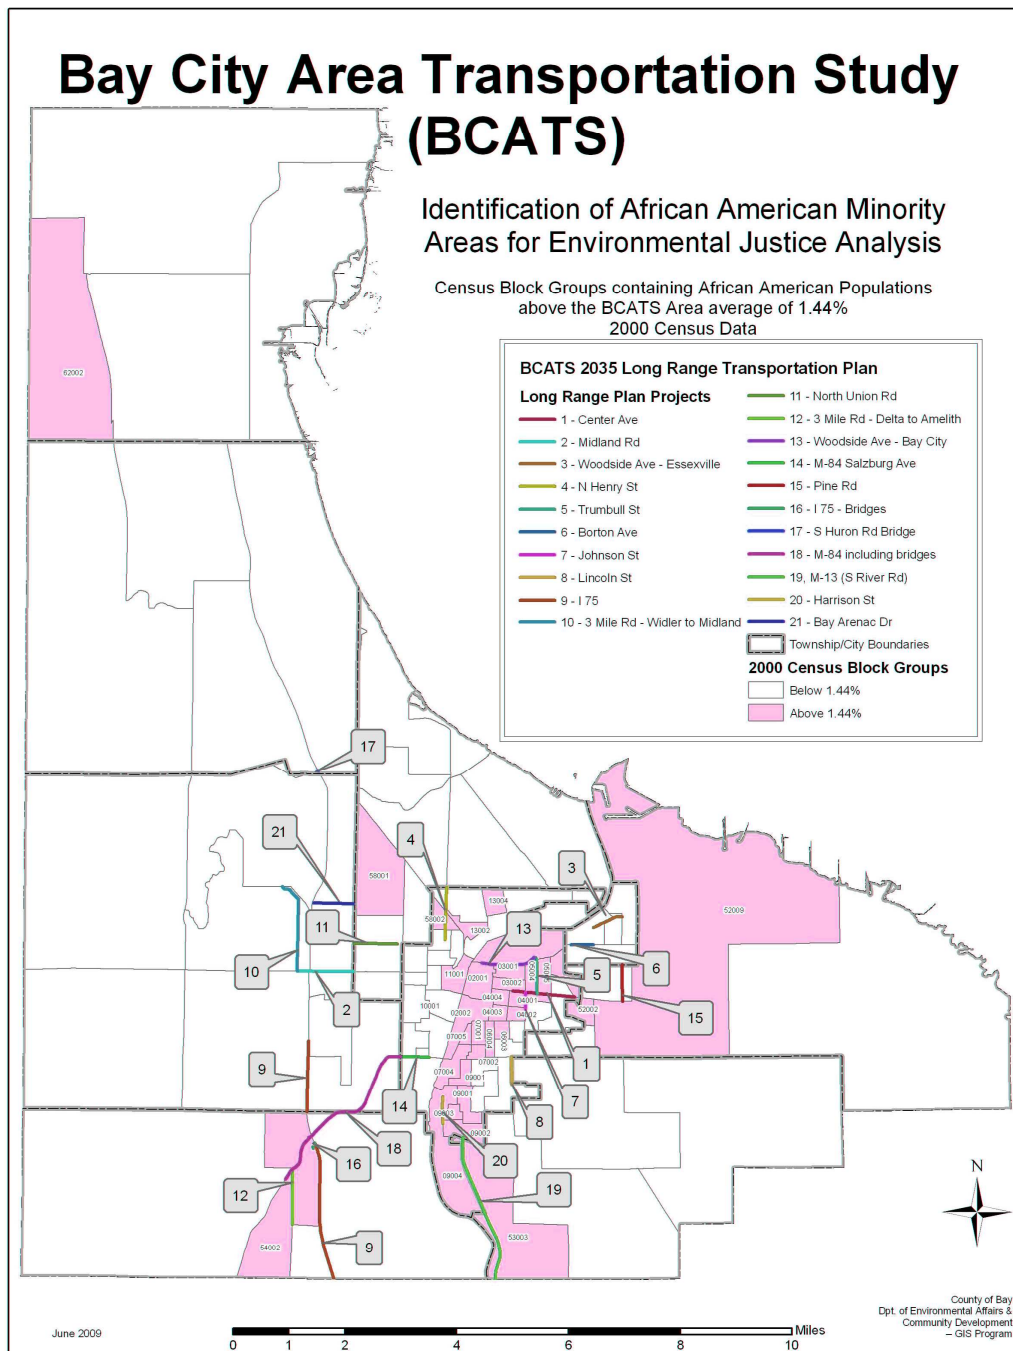 Bay City Area Transportation Study
(BCATS)
Identification of African American Minority
Areas for Environmental Justice Analysis
Census Block Groups containing African American Populations
above the BCATS Area average of 1.44%
2000 Census Data
BCATS 2035 Long Range Transportation Plan
Long Range Plan Projects
1 - Center Ave
2 - Midland Rd
3 - Woodside Ave - Essexville
4 - N Henry St
5 - Trumbull St
6 - Borton Ave
7 - Johnson St
8 - Lincoln St
9 - I 75
10 - 3 Mile Rd - Widler to Midland
11 - North Union Rd
12 - 3 Mile Rd - Delta to Amelith
13 - Woodside Ave - Bay City
14 - M-84 Salzburg Ave
15 - Pine Rd
16 - I 75 - Bridges
17 - S Huron Rd Bridge
18 - M-84 including bridges
19, M-13 (S River Rd)
20 - Harrison St
21 - Bay Arenac Dr
Township/City Boundaries
2000 Census Block Groups
Below 1.44%
Above 1.44%
62002
17
21
4
3
58001
13004
52009
58002
13002
11
13
10
2
11001
02001
03001
03002
5
6
15
04004
04001
10001
02002
04003
04002
52002
07001
07005
07002
07004
09001
09001
1
7
8
9
14
18
09003
09002
20
16
12
09004
19
53003
54002
9
N
June 2009
0 1 2 4 6 8 10
Miles
County of Bay
Dpt. of Environmental Affairs &
Community Development
– GIS Program